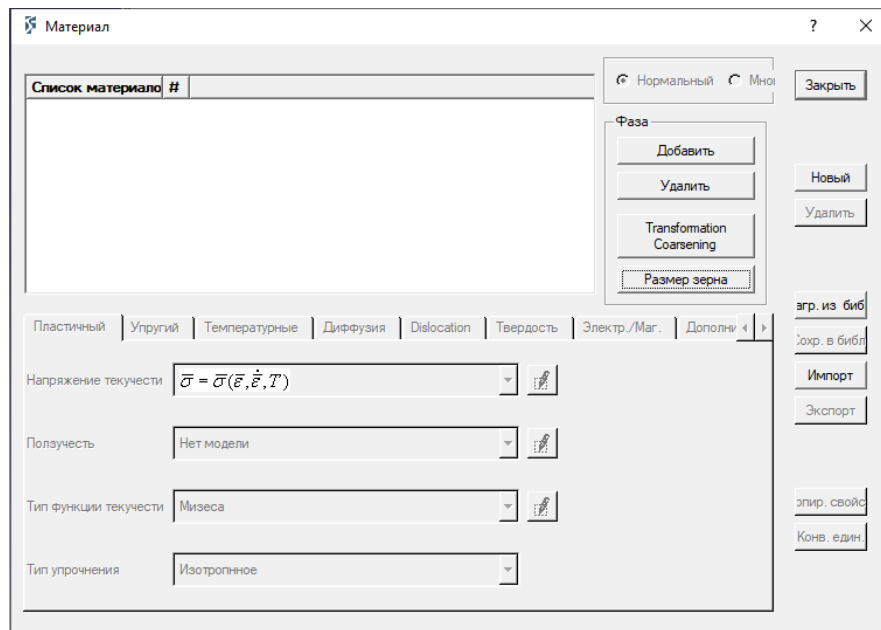 Материал
?
Список материало #
Нормальный
Мно
Закрыть
Фаза
Добавить
Удалить
Transformation
Coarsening
Размер зерна
Новый
Удалить
агр. из биб
Сохр. в библ
Импорт
Экспорт
опир. свойс
Конв. един.
Пластичный Упругий Температурные Диффузия Dislocation Твердость Электр./Маг. Дополни
Напряжение текучести σ̅ = σ̅(ε̅, ε̅̇, T)
Ползучесть Нет модели
Тип функции текучести Мизеса
Тип упрочнения Изотропнное